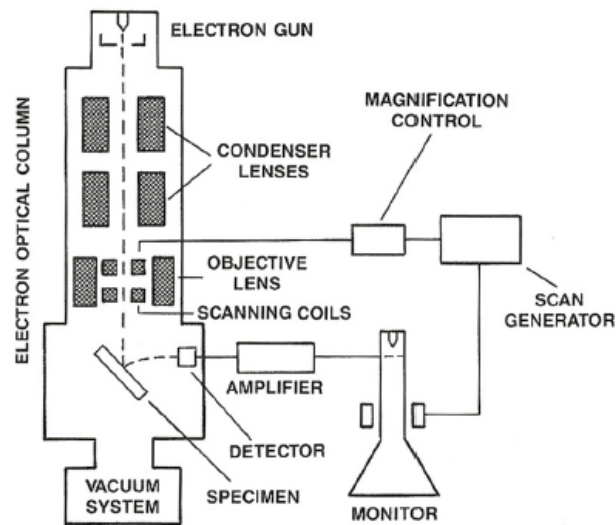 ELECTRON GUN
MAGNIFICATION
CONTROL
CONDENSER
LENSES
ELECTRON OPTICAL COLUMN
OBJECTIVE
LENS
SCANNING COILS
SCAN
GENERATOR
AMPLIFIER
DETECTOR
SPECIMEN
VACUUM
SYSTEM
MONITOR